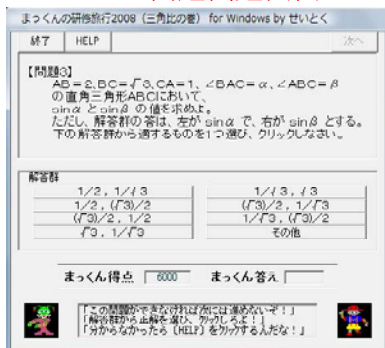 まっくんの研修旅行2008（三角比の巻） for Windows by せいとく
終了 HELP 次へ
【問題3】
AB=2、BC=√3、CA=1、∠BAC=α、∠ABC=β
の直角三角形ABCにおいて、
sinα と sinβ の値を求めよ。
ただし、解答群の答は、左が sinα で、右が sinβ とする。
下の解答群から適するものを1つ選び、クリックしなさい。
解答群
1/2 , 1/√3 1/√3 , √3
1/2 , (√3)/2 (√3)/2 , 1/√3
(√3)/2 , 1/2 1/√3 , (√3)/2
√3 , 1/√3 その他
まっくん得点 6000 まっくん答え
「この問題ができなければ次には進めないぞ！」
「解答群から正解を選び、クリックしろよ！」
「分からなかったら［HELP］をクリックするんだな！」